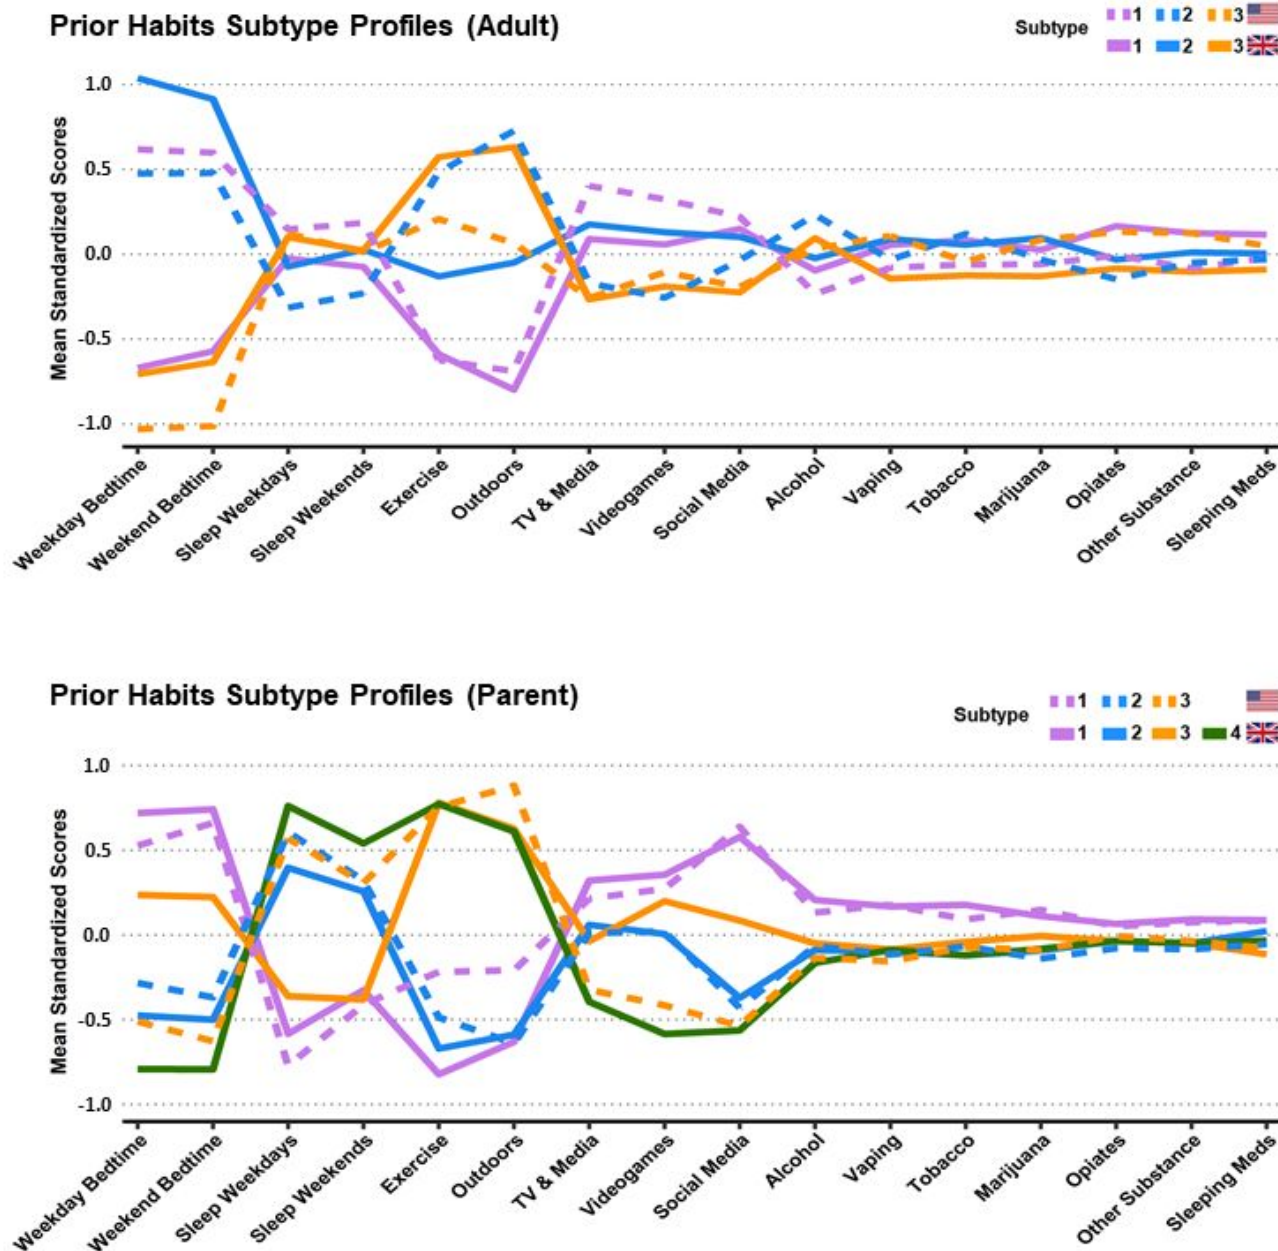 Prior Habits Subtype Profiles (Adult)
Subtype
1 2 3
1 2 3
Mean Standardized Scores
1.0
0.5
0.0
-0.5
-1.0
Weekday Bedtime
Weekend Bedtime
Sleep Weekdays
Sleep Weekends
Exercise
Outdoors
TV & Media
Videogames
Social Media
Alcohol
Vaping
Tobacco
Marijuana
Opiates
Other Substance
Sleeping Meds
Prior Habits Subtype Profiles (Parent)
Subtype
1 2 3
1 2 3 4
Mean Standardized Scores
1.0
0.5
0.0
-0.5
-1.0
Weekday Bedtime
Weekend Bedtime
Sleep Weekdays
Sleep Weekends
Exercise
Outdoors
TV & Media
Videogames
Social Media
Alcohol
Vaping
Tobacco
Marijuana
Opiates
Other Substance
Sleeping Meds